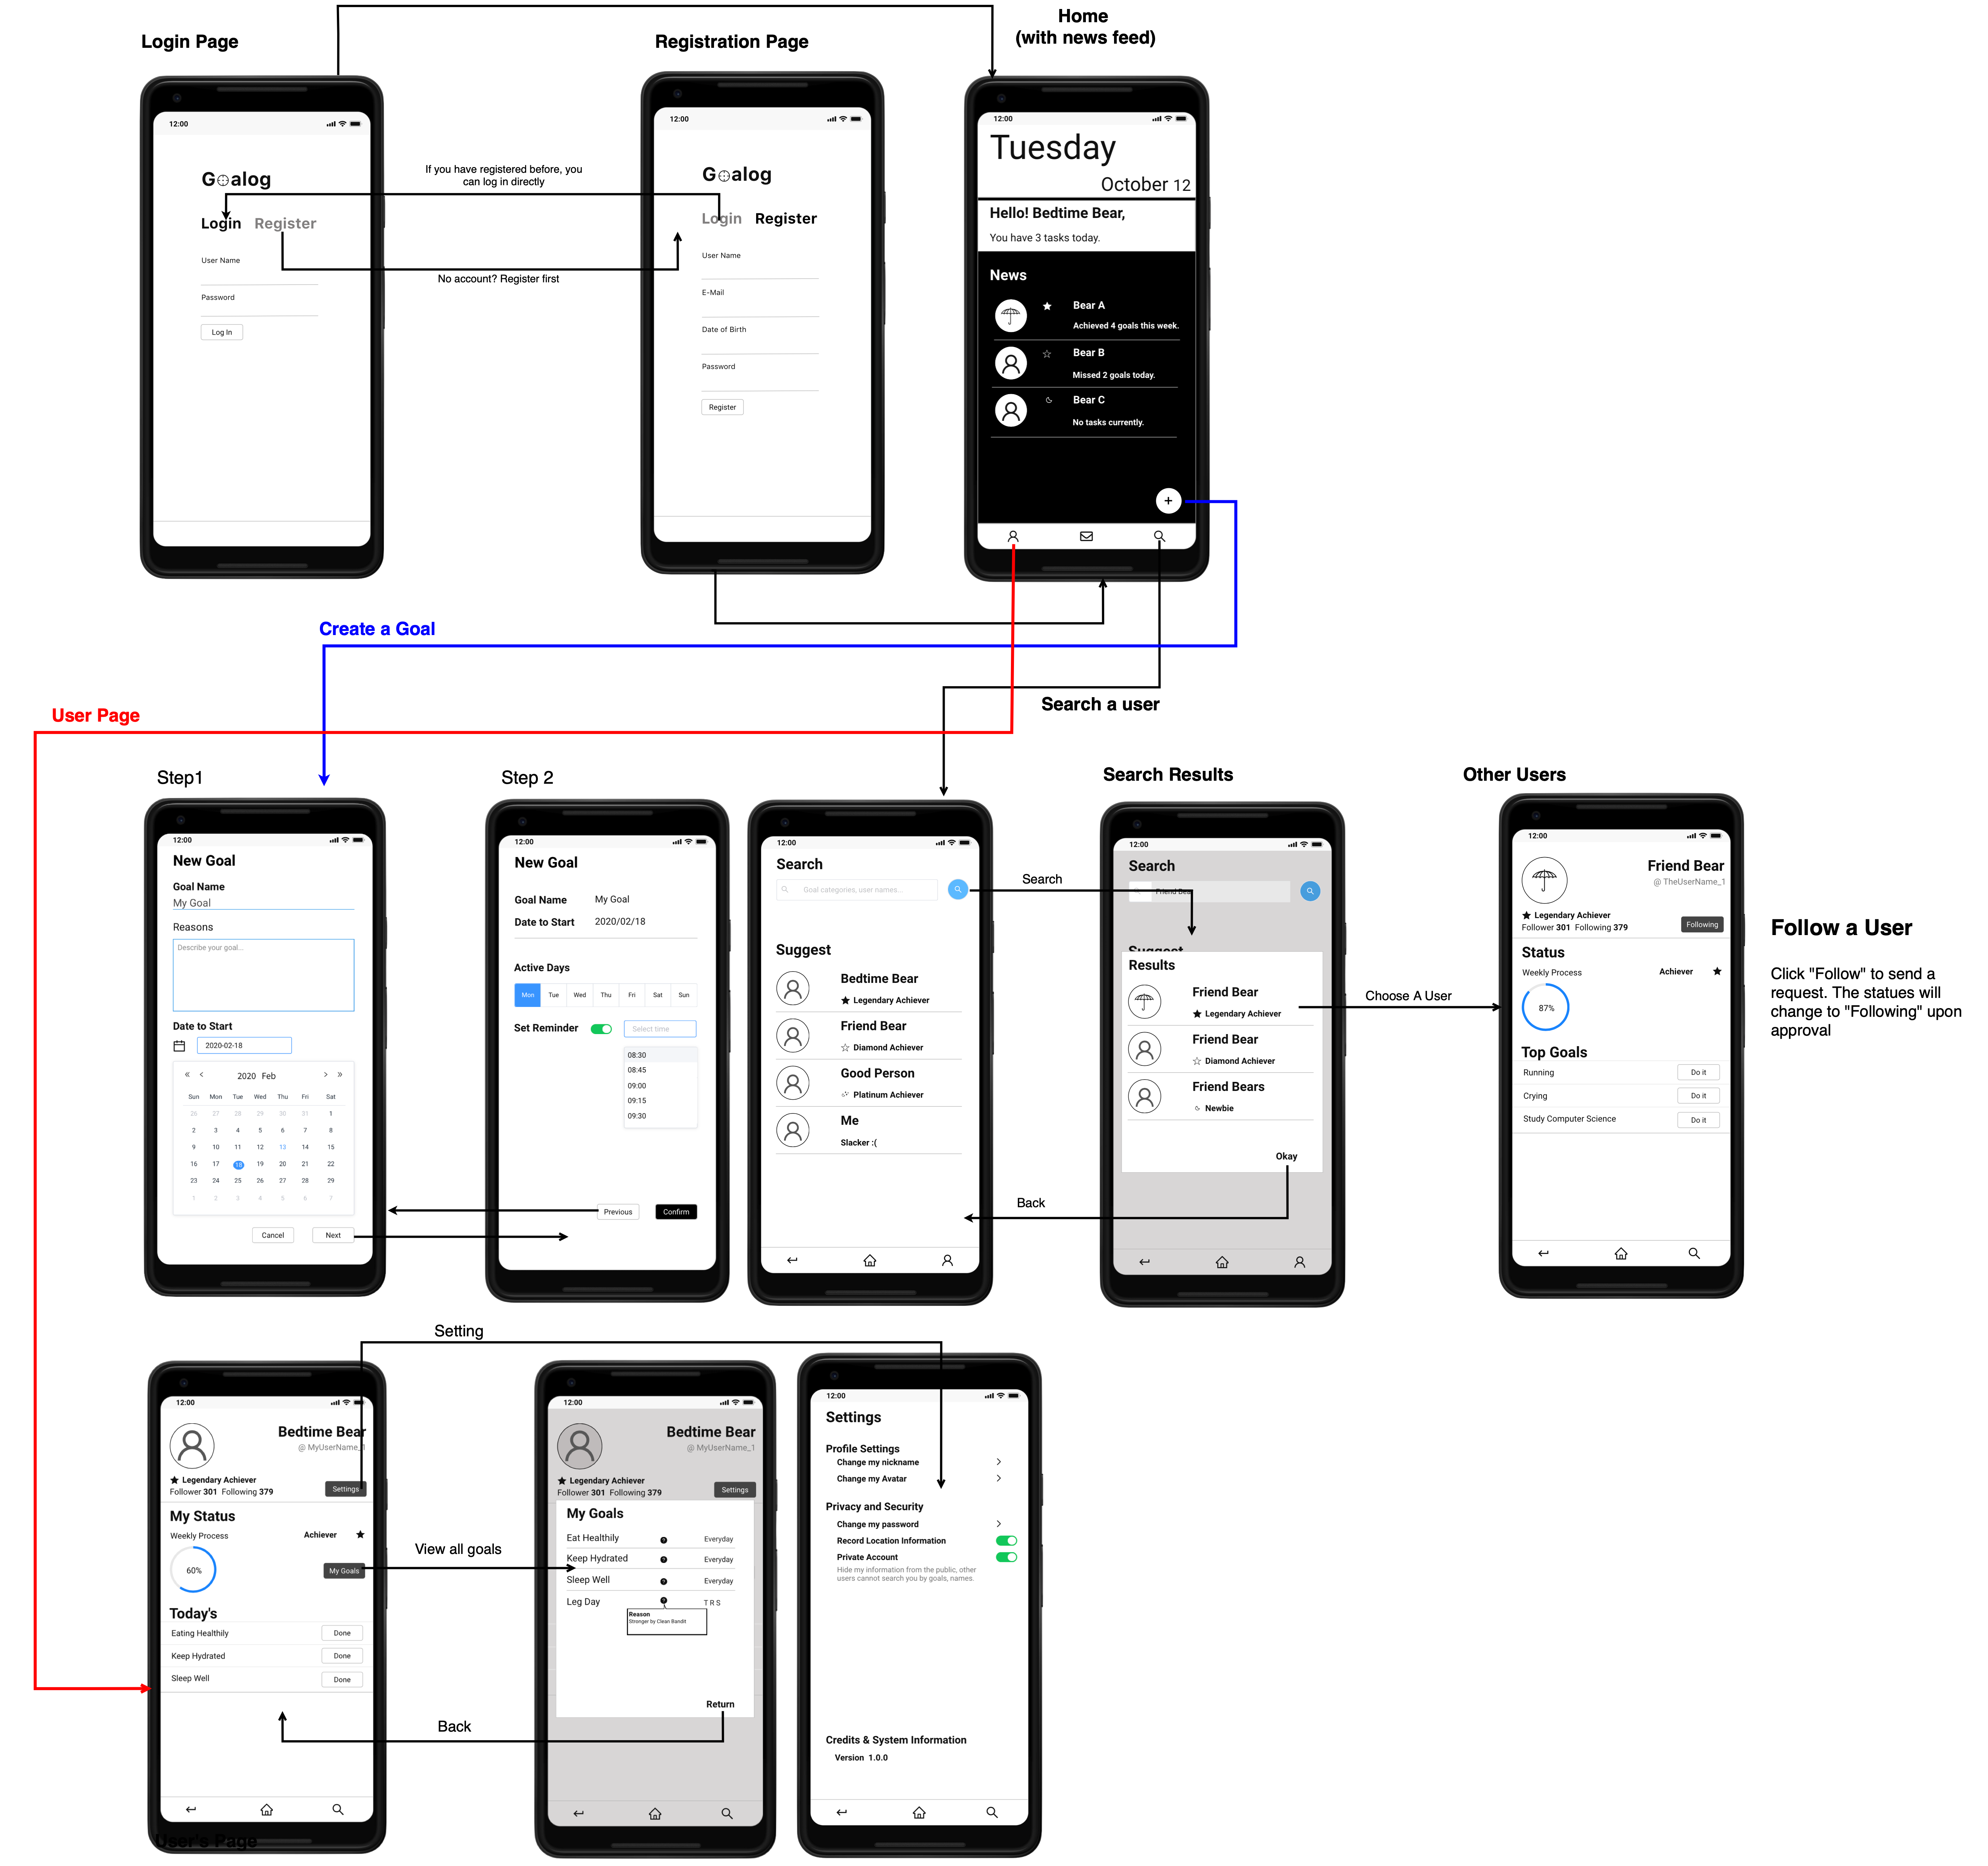 Login Page
Registration Page
Home
(with news feed)
12:00
Goalog
Login Register
User Name
Password
Log In
If you have registered before, you
can log in directly
No account? Register first
12:00
Goalog
Login Register
User Name
E-Mail
Date of Birth
Password
Register
12:00
Tuesday
October 12
Hello! Bedtime Bear,
You have 3 tasks today.
News
Bear A
Achieved 4 goals this week.
Bear B
Missed 2 goals today.
Bear C
No tasks currently.
+
Create a Goal
User Page
Search a user
Step1
12:00
New Goal
Goal Name
My Goal
Reasons
Describe your goal...
Date to Start
2020-02-18
« < 2020 Feb > »
Sun Mon Tue Wed Thu Fri Sat
26 27 28 29 30 31 1
2 3 4 5 6 7 8
9 10 11 12 13 14 15
16 17 18 19 20 21 22
23 24 25 26 27 28 29
1 2 3 4 5 6 7
Cancel Next
Step 2
12:00
New Goal
Goal Name My Goal
Date to Start 2020/02/18
Active Days
Mon Tue Wed Thu Fri Sat Sun
Set Reminder Select time
08:30
08:45
09:00
09:15
09:30
Previous Confirm
12:00
Search
Goal categories, user names...
Suggest
Bedtime Bear
Legendary Achiever
Friend Bear
Diamond Achiever
Good Person
Platinum Achiever
Me
Slacker :(
Search
Back
Search Results
12:00
Search
Friend Bear
Suggest
Results
Friend Bear
Legendary Achiever
Friend Bear
Diamond Achiever
Friend Bears
Newbie
Okay
Choose A User
Other Users
12:00
Friend Bear
@ TheUserName_1
Legendary Achiever
Follower 301 Following 379
Following
Status
Weekly Process Achiever
87%
Top Goals
Running Do it
Crying Do it
Study Computer Science Do it
Follow a User
Click "Follow" to send a
request. The statues will
change to "Following" upon
approval
Setting
12:00
Bedtime Bear
@ MyUserName_1
Legendary Achiever
Follower 301 Following 379
Settings
My Status
Weekly Process Achiever
60%
My Goals
Today's
Eating Healthily Done
Keep Hydrated Done
Sleep Well Done
User's Page
View all goals
Back
12:00
Bedtime Bear
@ MyUserName_1
Legendary Achiever
Follower 301 Following 379
Settings
My Goals
Eat Healthily ? Everyday
Keep Hydrated ? Everyday
Sleep Well ? Everyday
Leg Day ? T R S
Reason
Stronger by Clean Bandit
Return
12:00
Settings
Profile Settings
Change my nickname >
Change my Avatar >
Privacy and Security
Change my password >
Record Location Information
Private Account
Hide my information from the public, other
users cannot search you by goals, names.
Credits & System Information
Version 1.0.0